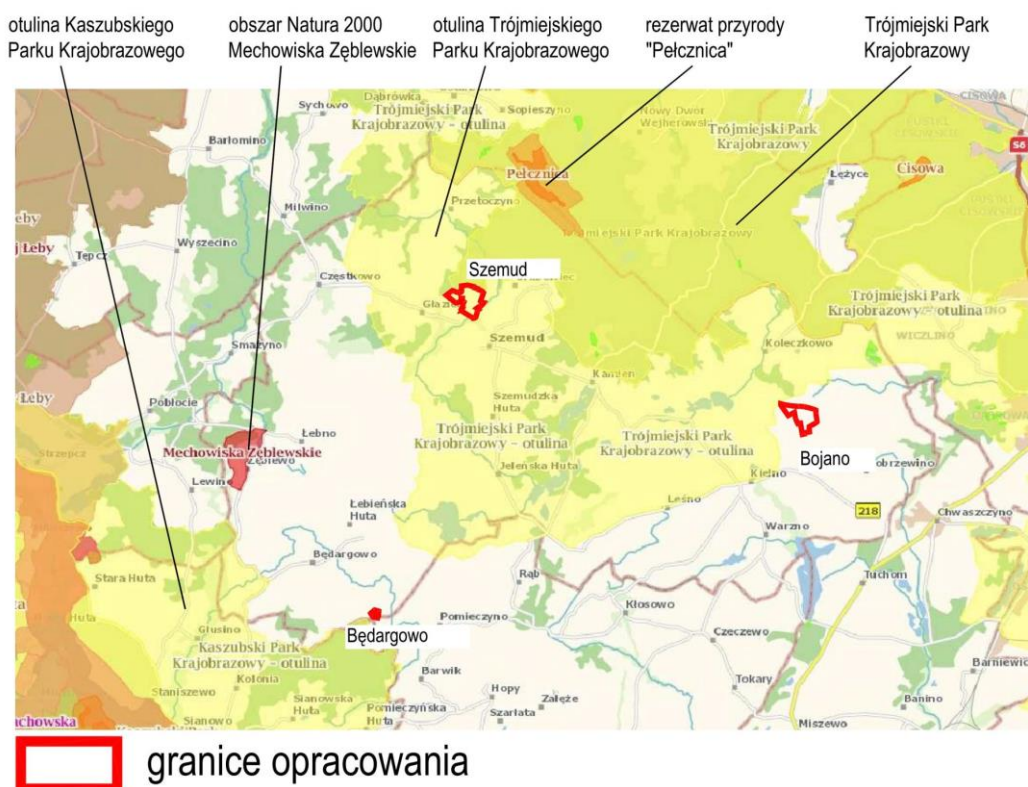 otulina Kaszubskiego
Parku Krajobrazowego
obszar Natura 2000
Mechowiska Zęblewskie
otulina Trójmiejskiego
Parku Krajobrazowego
rezerwat przyrody
"Pełcznica"
Trójmiejski Park
Krajobrazowy
Dąbrówka
Trójmiejski Park
Krajobrazowy - otulina
Sychowo
Sopieszyno
Nowy Dwór
Wejherowski
Trójmiejski Park
Krajobrazowy
CISOWA
S6
Barłomino
Pełcznica
Łężyce
Cisowa
Przetoczyno
Milwino
Trójmiejski Park Krajobrazowy
Wyszecino
j Łeby
Tępcz
Częstkowo
Szemud
Trójmiejski Park
Krajobrazowy - otulina
WICZLINO
Szemud
Koleczkowo
Smażyno
Kamień
Łeby
Pobłocie
Szemudzka
Huta
Trójmiejski Park
Krajobrazowy - otulina
Trójmiejski Park
Krajobrazowy - otulina
Strzepcz
Łebno
Mechowiska Zęblewskie
Zęblewo
Bojano
Jeleńska Huta
Kielno
Lewino
Łebieńska
Huta
Leśno
218
Chwaszczyno
Warzno
Będargowo
Stara Huta
Rąb
Tuchom
Kłosowo
Pomieczyno
Głusino
Będargowo
Czeczewo
Kaszubski Park
Krajobrazowy - otulina
Kolonia
Barwik
Barniewic
Staniszewo
Tokary
Sianowska
Huta
Hopy
Załęże
Banino
Pomieczyńska
Huta
Szarłata
Sianowo
Miszewo
granice opracowania